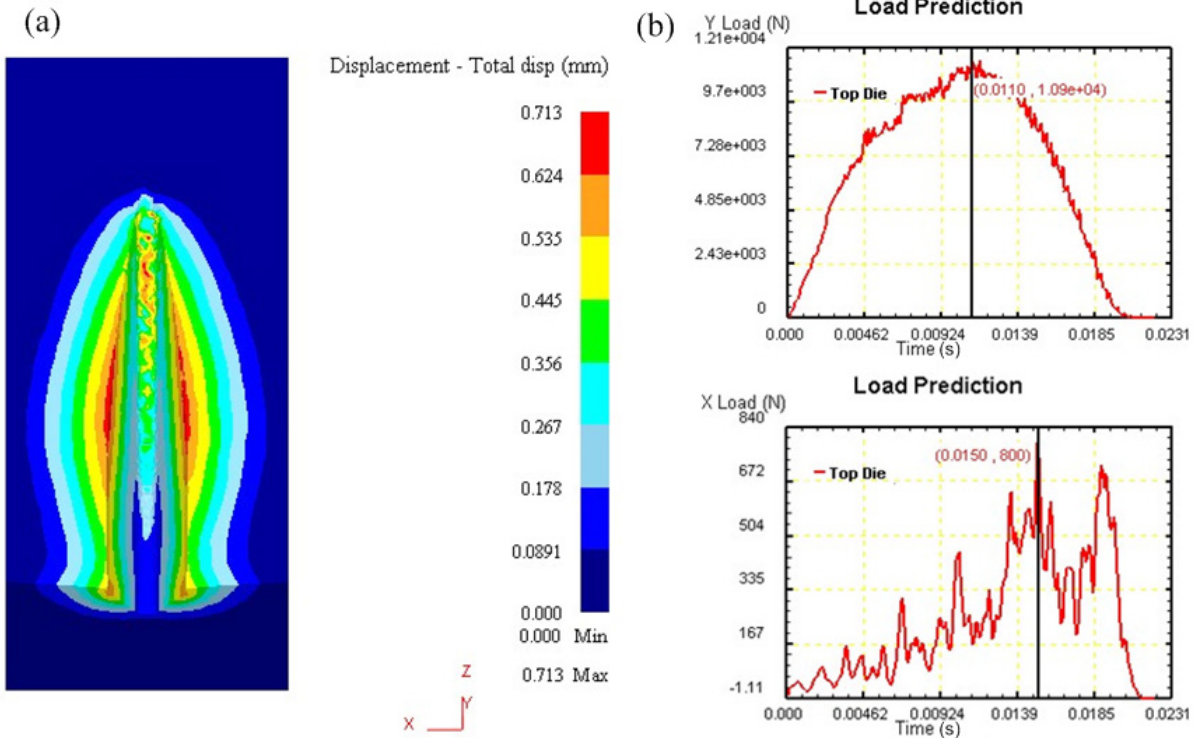 (a)
Displacement - Total disp (mm)
0.713
0.624
0.535
0.445
0.356
0.267
0.178
0.0891
0.000
0.000 Min
0.713 Max
Z
Y
X
(b)
Load Prediction
Y Load (N)
1.21e+004
9.7e+003
7.28e+003
4.85e+003
2.43e+003
0
Top Die
(0.0110 , 1.09e+04)
0.000 0.00462 0.00924 0.0139 0.0185 0.0231
Time (s)
Load Prediction
X Load (N)
840
672
504
335
167
-1.11
Top Die
(0.0150 , 800)
0.000 0.00462 0.00924 0.0139 0.0185 0.0231
Time (s)